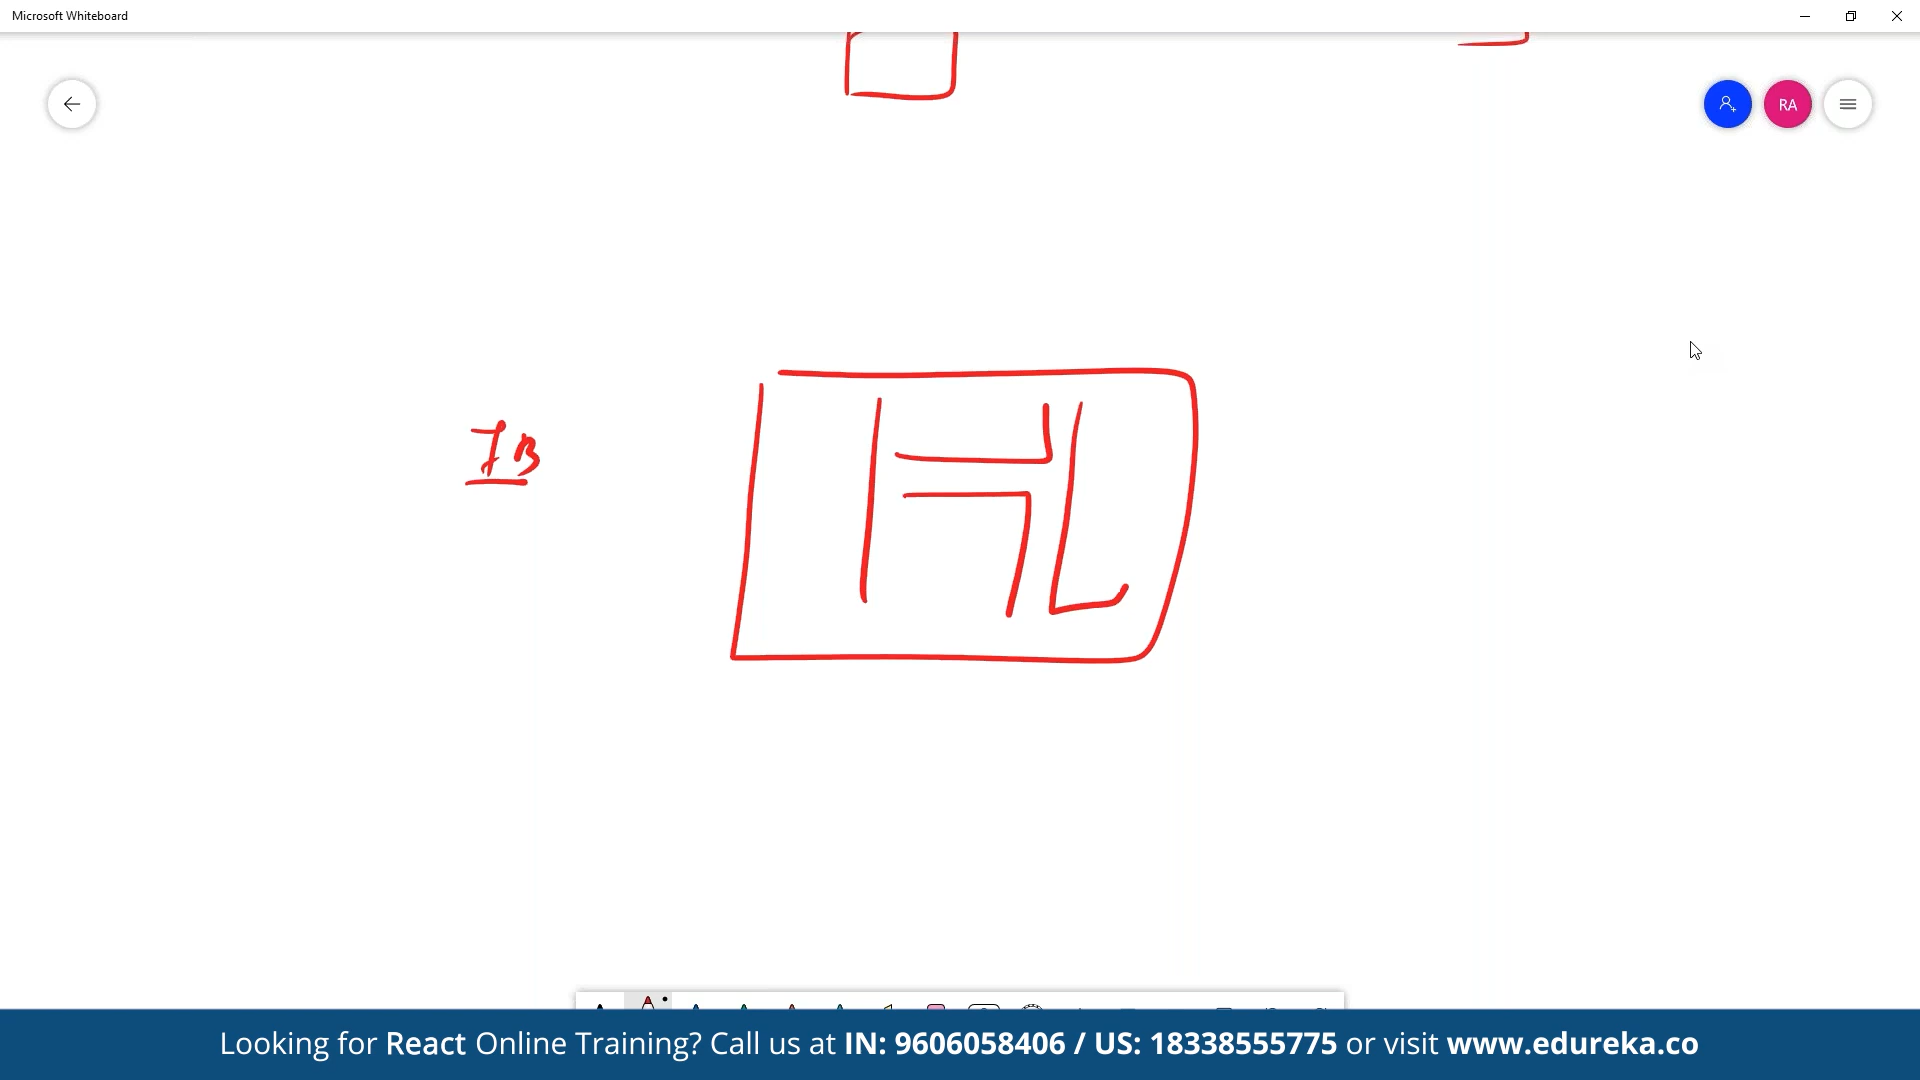 Microsoft Whiteboard
RA
Looking for React Online Training? Call us at IN: 9606058406 / US: 18338555775 or visit www.edureka.co